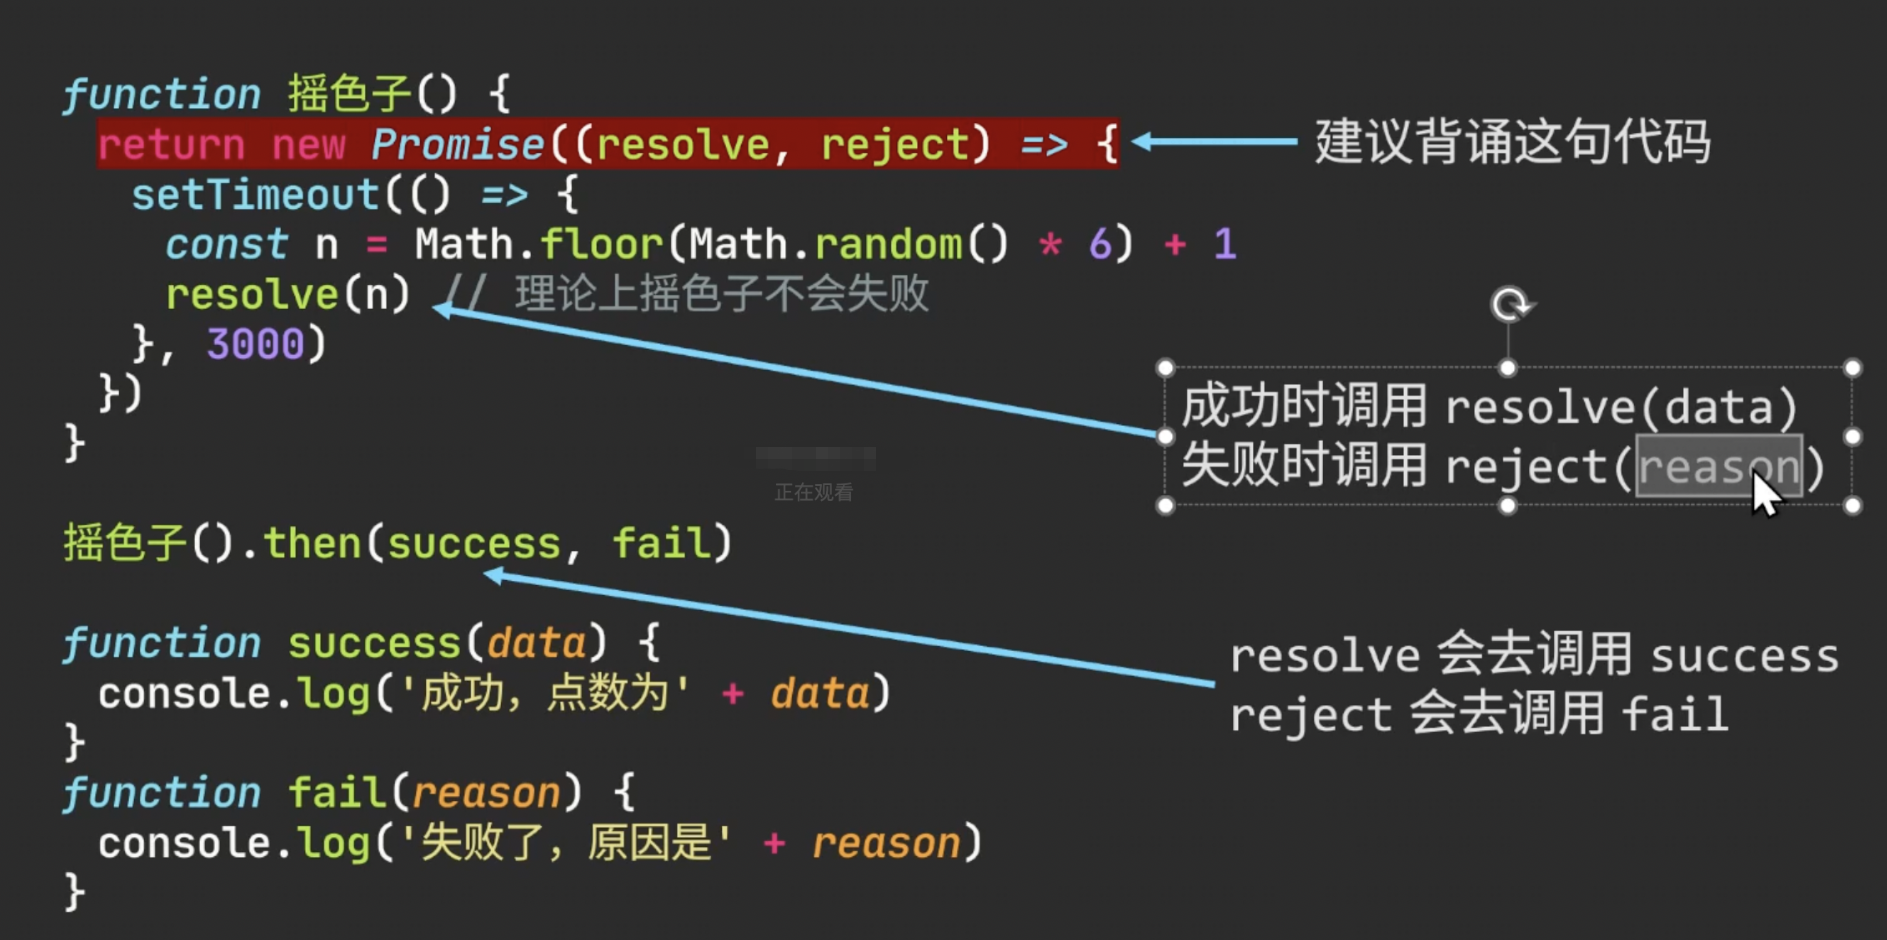 function 摇色子() {
return new Promise((resolve, reject) => {
建议背诵这句代码
setTimeout(() => {
const n = Math.floor(Math.random() * 6) + 1
resolve(n) // 理论上摇色子不会失败
}, 3000)
})
}
成功时调用 resolve(data)
失败时调用 reject(reason)
正在观看
摇色子().then(success, fail)
function success(data) {
console.log('成功，点数为' + data)
}
function fail(reason) {
console.log('失败了，原因是' + reason)
}
resolve 会去调用 success
reject 会去调用 fail